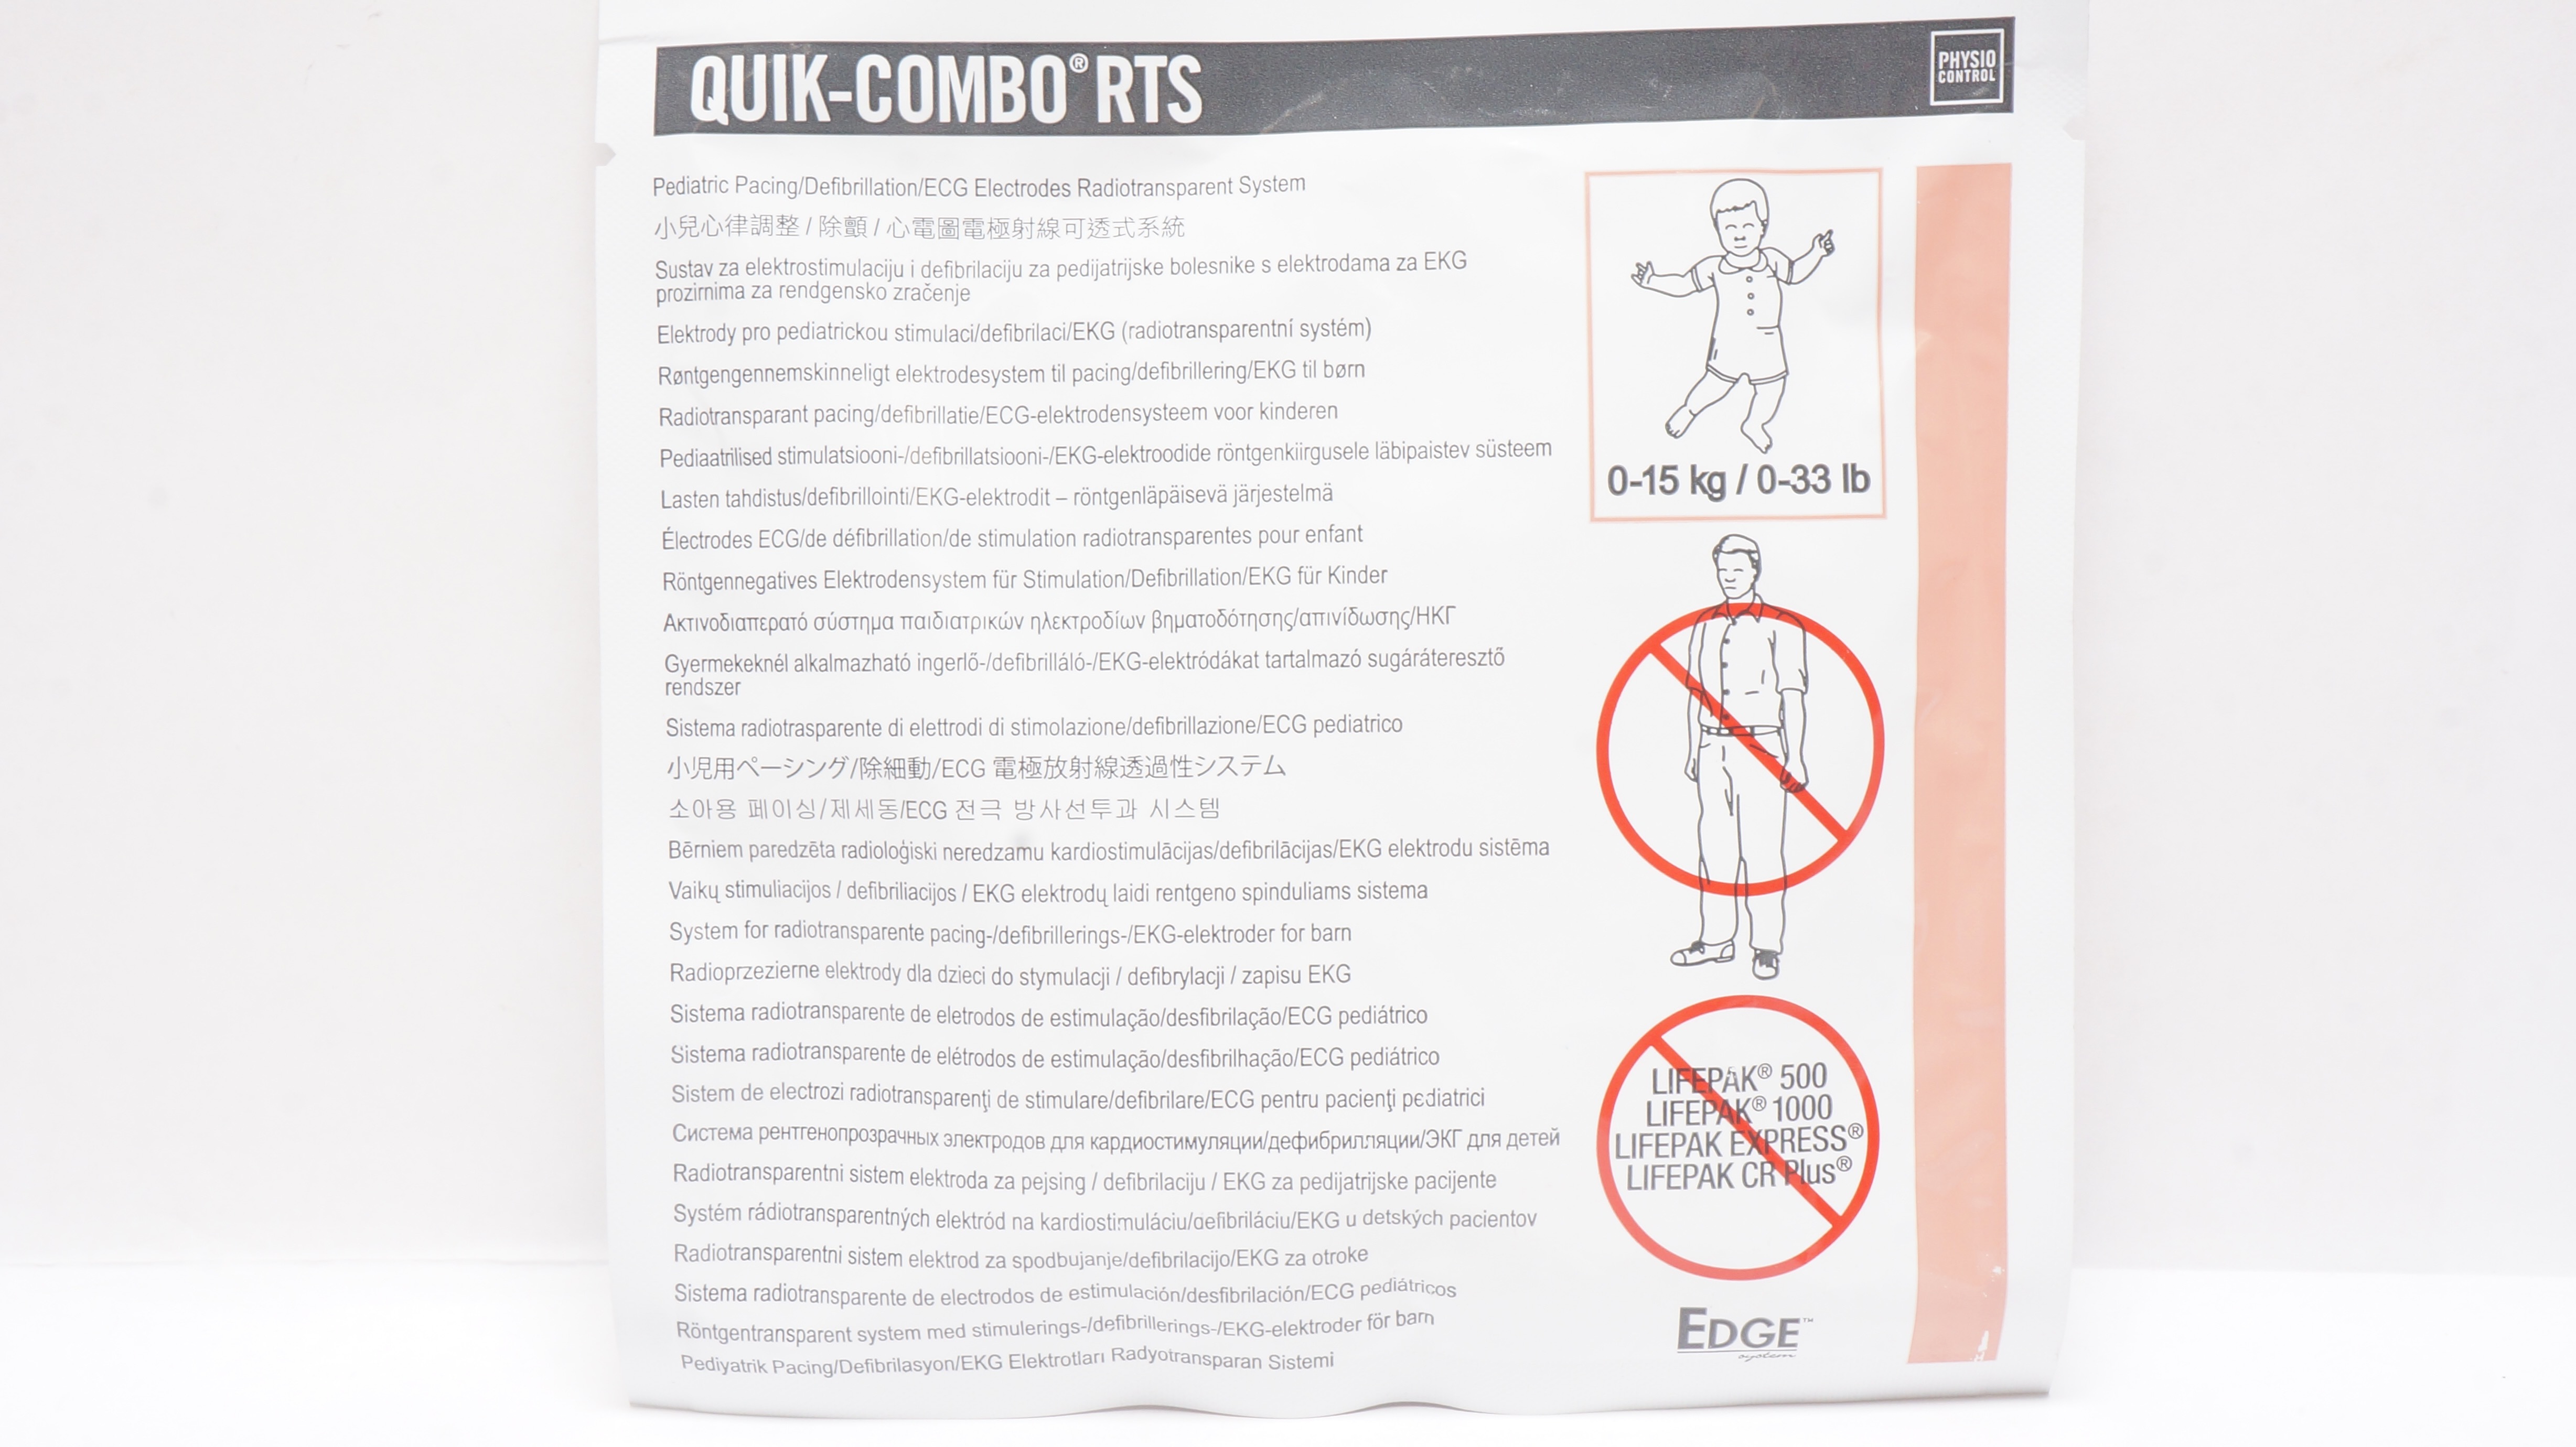 QUIK-COMBO® RTS
PHYSIO
CONTROL
Pediatric Pacing/Defibrillation/ECG Electrodes Radiotransparent System
小兒心律調整 / 除顫 / 心電圖電極射線可透式系統
Sustav za elektrostimulaciju i defibrilaciju za pedijatrijske bolesnike s elektrodama za EKG
prozirnima za rendgensko zračenje
Elektrody pro pediatrickou stimulaci/defibrilaci/EKG (radiotransparentní systém)
Røntgengennemskinneligt elektrodesystem til pacing/defibrillering/EKG til børn
Radiotransparant pacing/defibrillatie/ECG-elektrodensysteem voor kinderen
Pediaatrilised stimulatsiooni-/defibrillatsiooni-/EKG-elektroodide röntgenkiirgusele läbipaistev süsteem
Lasten tahdistus/defibrillointi/EKG-elektrodit – röntgenläpäisevä järjestelmä
Électrodes ECG/de défibrillation/de stimulation radiotransparentes pour enfant
Röntgennegatives Elektrodensystem für Stimulation/Defibrillation/EKG für Kinder
Ακτινοδιαπερατό σύστημα παιδιατρικών ηλεκτροδίων βηματοδότησης/απινίδωσης/ΗΚΓ
Gyermekeknél alkalmazható ingerlő-/defibrilláló-/EKG-elektródákat tartalmazó sugáráteresztő
rendszer
Sistema radiotrasparente di elettrodi di stimolazione/defibrillazione/ECG pediatrico
小児用ペーシング/除細動/ECG 電極放射線透過性システム
소아용 페이싱/제세동/ECG 전극 방사선투과 시스템
Bērniem paredzēta radioloģiski neredzamu kardiostimulācijas/defibrilācijas/EKG elektrodu sistēma
Vaikų stimuliacijos / defibriliacijos / EKG elektrodų laidi rentgeno spinduliams sistema
System for radiotransparente pacing-/defibrillerings-/EKG-elektroder for barn
Radioprzezierne elektrody dla dzieci do stymulacji / defibrylacji / zapisu EKG
Sistema radiotransparente de eletrodos de estimulação/desfibrilação/ECG pediátrico
Sistema radiotransparente de elétrodos de estimulação/desfibrilhação/ECG pediátrico
Sistem de electrozi radiotransparenţi de stimulare/defibrilare/ECG pentru pacienţi pediatrici
Система рентгенопрозрачных электродов для кардиостимуляции/дефибрилляции/ЭКГ для детей
Radiotransparentni sistem elektroda za pejsing / defibrilaciju / EKG za pedijatrijske pacijente
Systém rádiotransparentných elektród na kardiostimuláciu/defibriláciu/EKG u detských pacientov
Radiotransparentni sistem elektrod za spodbujanje/defibrilacijo/EKG za otroke
Sistema radiotransparente de electrodos de estimulación/desfibrilación/ECG pediátricos
Röntgentransparent system med stimulerings-/defibrillerings-/EKG-elektroder för barn
Pediyatrik Pacing/Defibrilasyon/EKG Elektrotları Radyotransparan Sistemi
0-15 kg / 0-33 lb
LIFEPAK® 500
LIFEPAK® 1000
LIFEPAK EXPRESS®
LIFEPAK CR Plus®
EDGE™
system